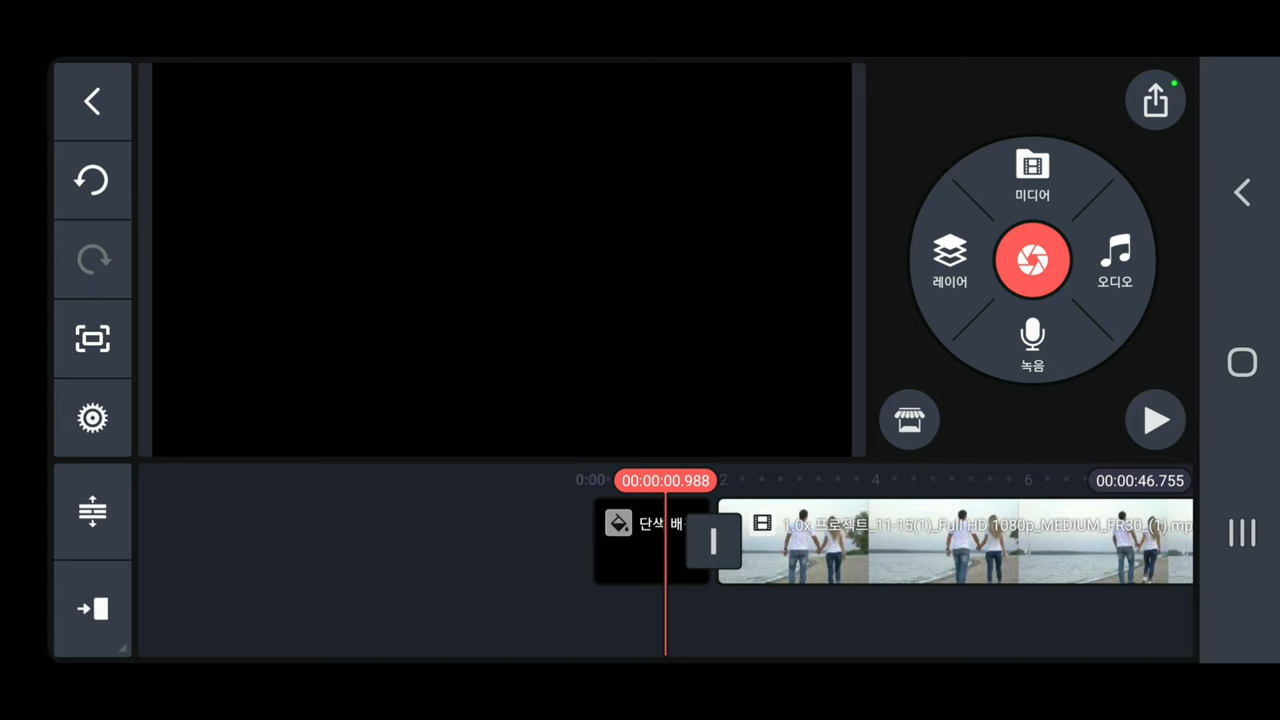 미디어
레이어
오디오
녹음
0:00
00:00:00.988
2
4
6
00:00:46.755
단색 배
1.0x 프로젝트_11-15(1)_Full HD 1080p_MEDIUM_FR30_(1).mp